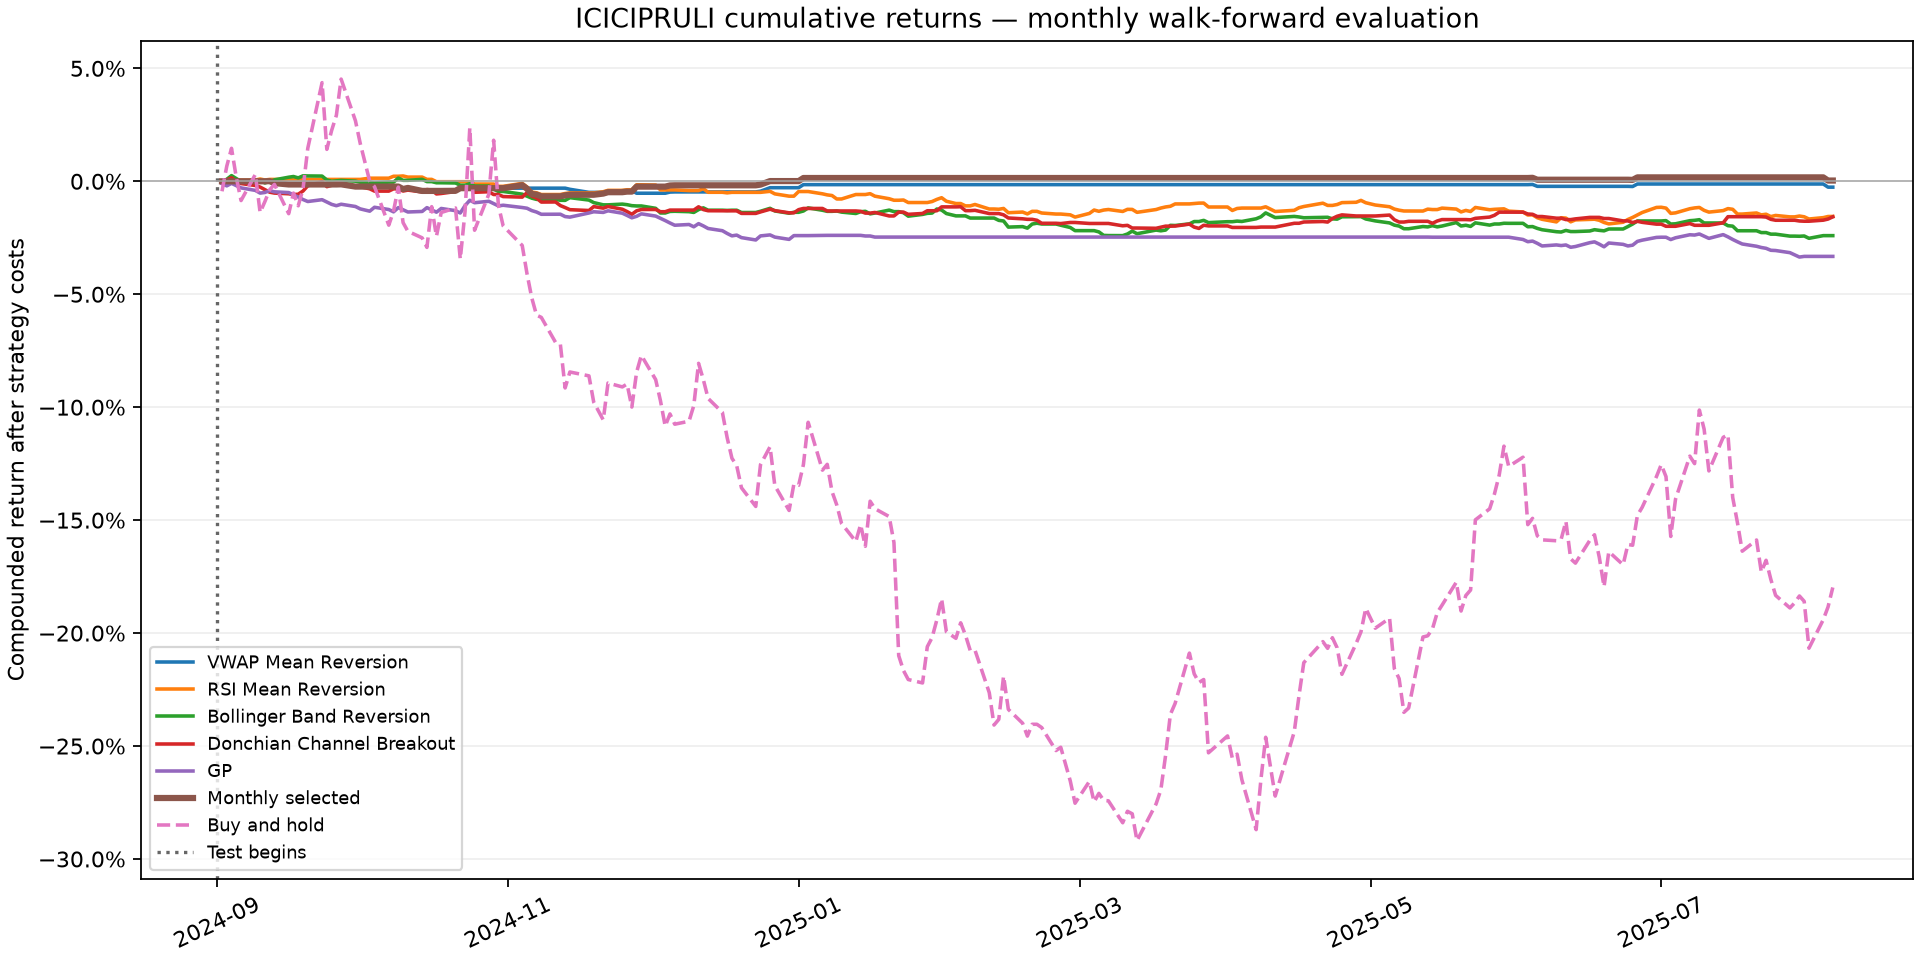 ICICIPRULI cumulative returns — monthly walk-forward evaluation
Compounded return after strategy costs
5.0%
0.0%
−5.0%
−10.0%
−15.0%
−20.0%
−25.0%
−30.0%
VWAP Mean Reversion
RSI Mean Reversion
Bollinger Band Reversion
Donchian Channel Breakout
GP
Monthly selected
Buy and hold
Test begins
2024-09
2024-11
2025-01
2025-03
2025-05
2025-07